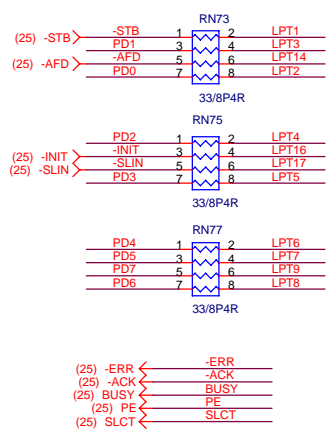 RN73
(25) -STB -STB 1 2 LPT1
PD1 3 4 LPT3
(25) -AFD -AFD 5 6 LPT14
PD0 7 8 LPT2
33/8P4R
RN75
PD2 1 2 LPT4
(25) -INIT -INIT 3 4 LPT16
(25) -SLIN -SLIN 5 6 LPT17
PD3 7 8 LPT5
33/8P4R
RN77
PD4 1 2 LPT6
PD5 3 4 LPT7
PD7 5 6 LPT9
PD6 7 8 LPT8
33/8P4R
(25) -ERR -ERR
(25) -ACK -ACK
(25) BUSY BUSY
(25) PE PE
(25) SLCT SLCT